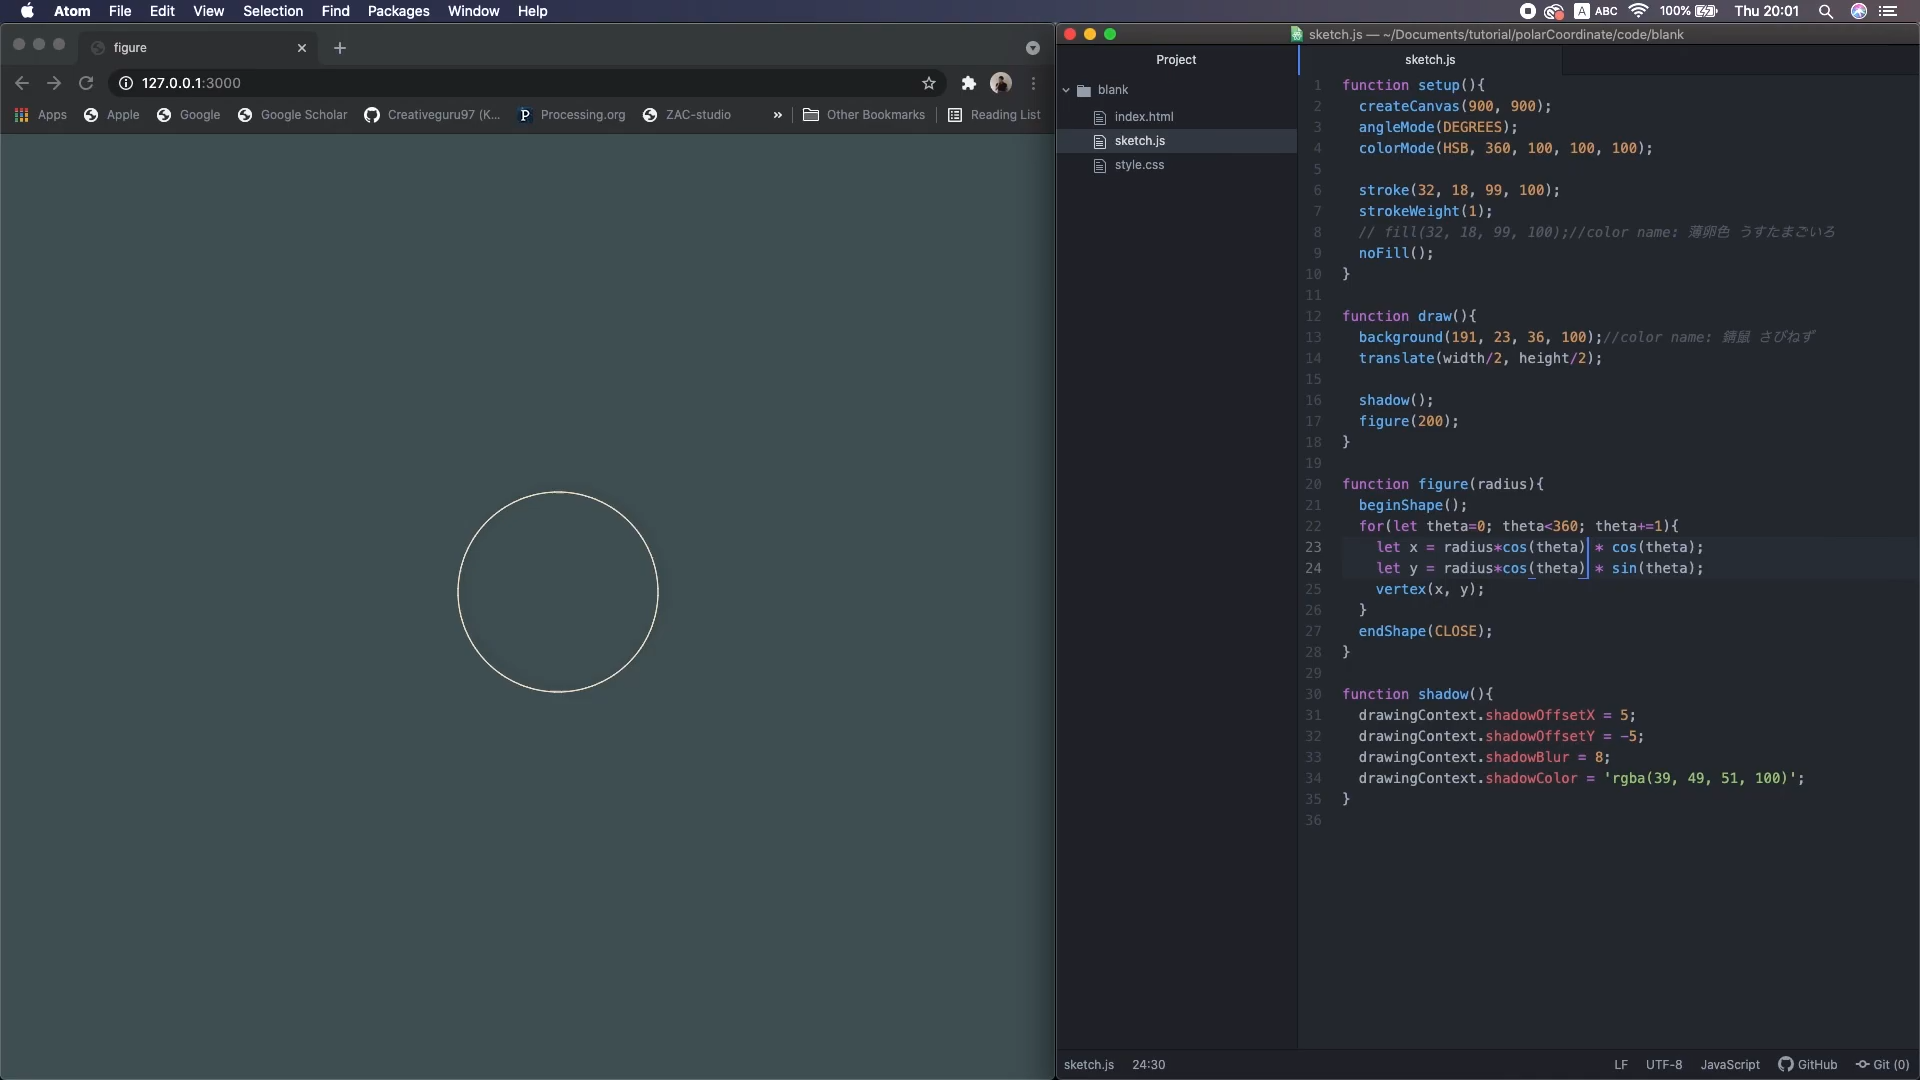 Atom File Edit View Selection Find Packages Window Help
A ABC 100% Thu 20:01
figure
127.0.0.1:3000
Apps Apple Google Google Scholar Creativeguru97 (K... Processing.org ZAC-studio » Other Bookmarks Reading List
sketch.js — ~/Documents/tutorial/polarCoordinate/code/blank
Project
blank
index.html
sketch.js
style.css
sketch.js
1 function setup(){
2 createCanvas(900, 900);
3 angleMode(DEGREES);
4 colorMode(HSB, 360, 100, 100, 100);
5
6 stroke(32, 18, 99, 100);
7 strokeWeight(1);
8 // fill(32, 18, 99, 100);//color name: 薄卵色 うすたまごいろ
9 noFill();
10 }
11
12 function draw(){
13 background(191, 23, 36, 100);//color name: 錆鼠 さびねず
14 translate(width/2, height/2);
15
16 shadow();
17 figure(200);
18 }
19
20 function figure(radius){
21 beginShape();
22 for(let theta=0; theta<360; theta+=1){
23 let x = radius*cos(theta) * cos(theta);
24 let y = radius*cos(theta) * sin(theta);
25 vertex(x, y);
26 }
27 endShape(CLOSE);
28 }
29
30 function shadow(){
31 drawingContext.shadowOffsetX = 5;
32 drawingContext.shadowOffsetY = -5;
33 drawingContext.shadowBlur = 8;
34 drawingContext.shadowColor = 'rgba(39, 49, 51, 100)';
35 }
36
sketch.js 24:30 LF UTF-8 JavaScript GitHub Git (0)